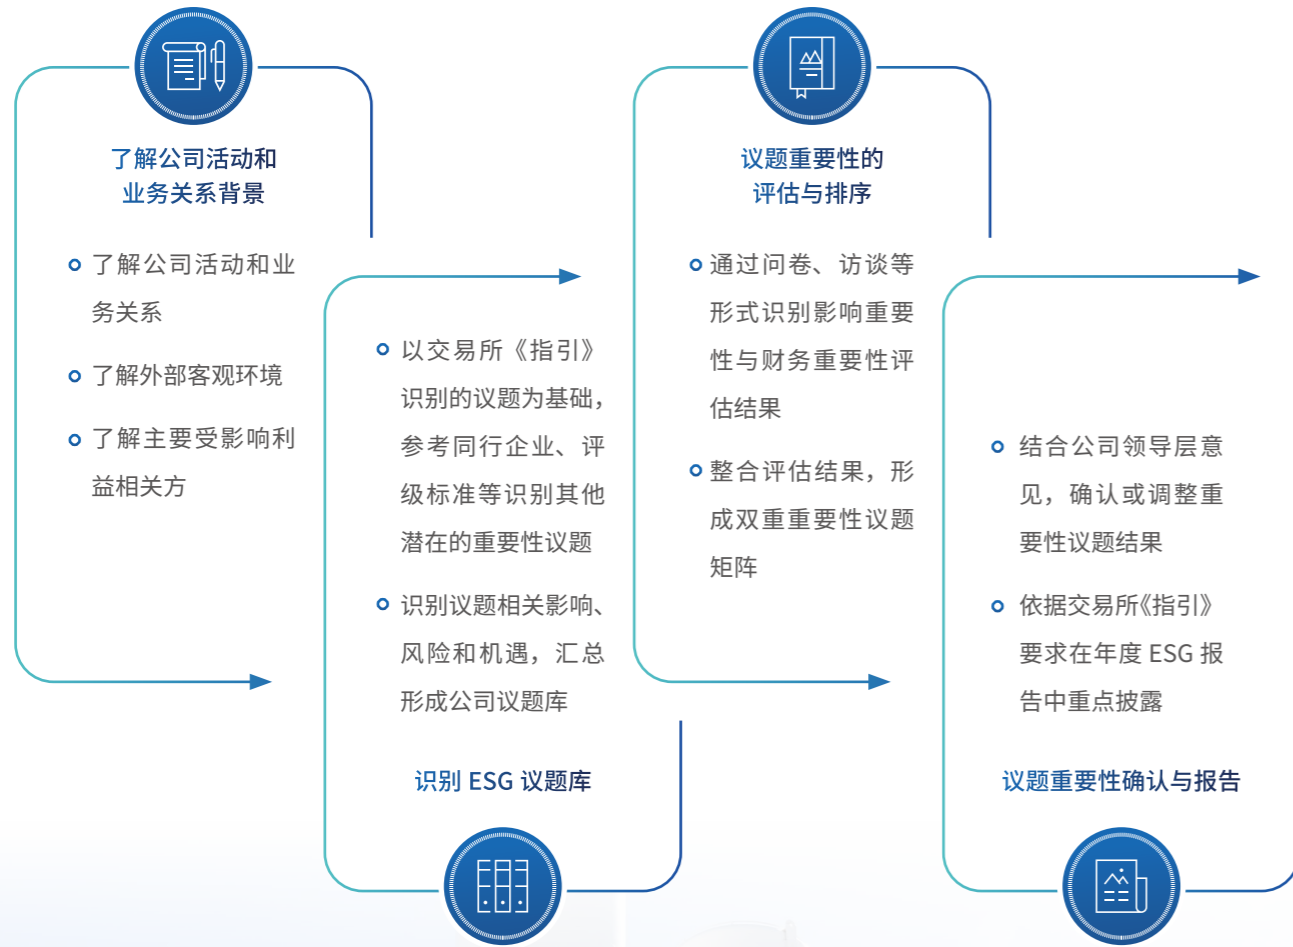 了解公司活动和
业务关系背景
了解公司活动和业
务关系
了解外部客观环境
了解主要受影响利
益相关方
以交易所《指引》
识别的议题为基础，
参考同行企业、评
级标准等识别其他
潜在的重要性议题
识别议题相关影响、
风险和机遇，汇总
形成公司议题库
识别 ESG 议题库
议题重要性的
评估与排序
通过问卷、访谈等
形式识别影响重要
性与财务重要性评
估结果
整合评估结果，形
成双重重要性议题
矩阵
结合公司领导层意
见，确认或调整重
要性议题结果
依据交易所《指引》
要求在年度 ESG 报
告中重点披露
议题重要性确认与报告